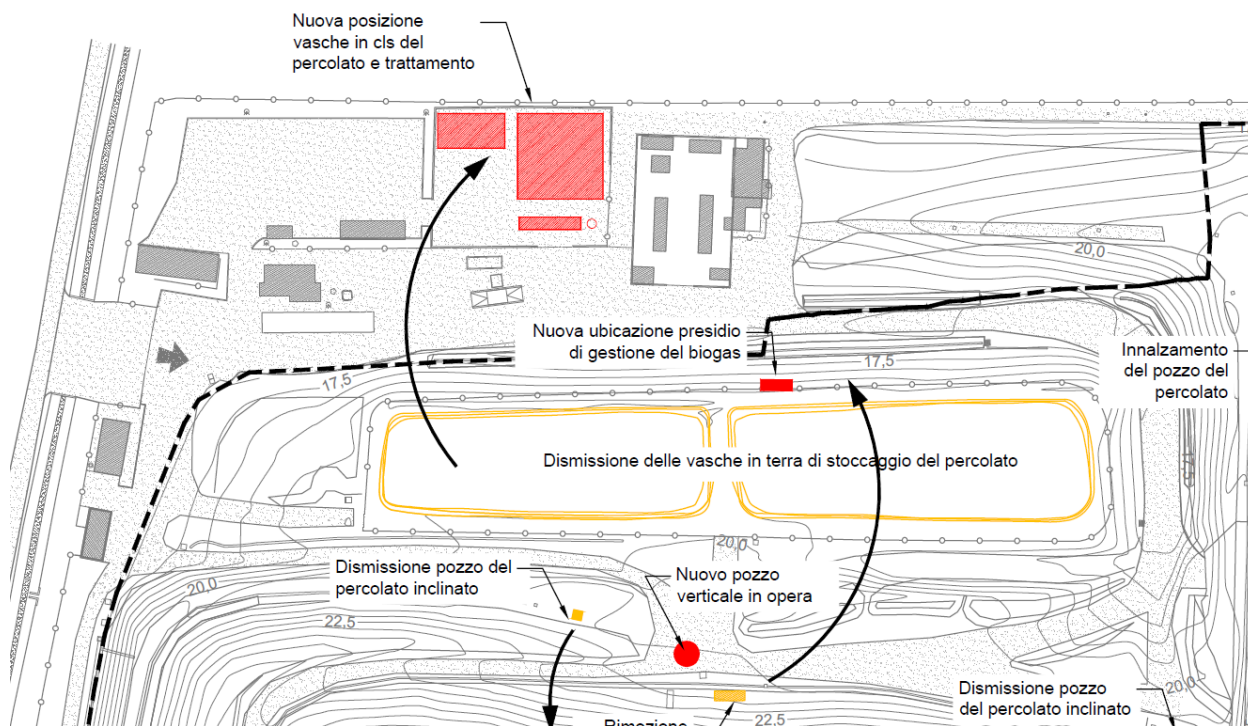 Nuova posizione
vasche in cls del
percolato e trattamento
20,0
Nuova ubicazione presidio
di gestione del biogas
17,5
Innalzamento
del pozzo del
percolato
17,5
Dismissione delle vasche in terra di stoccaggio del percolato
17,5
20,0
Dismissione pozzo del
percolato inclinato
Nuovo pozzo
verticale in opera
20,0
22,5
Dismissione pozzo
del percolato inclinato
20,0
Rimozione
22,5